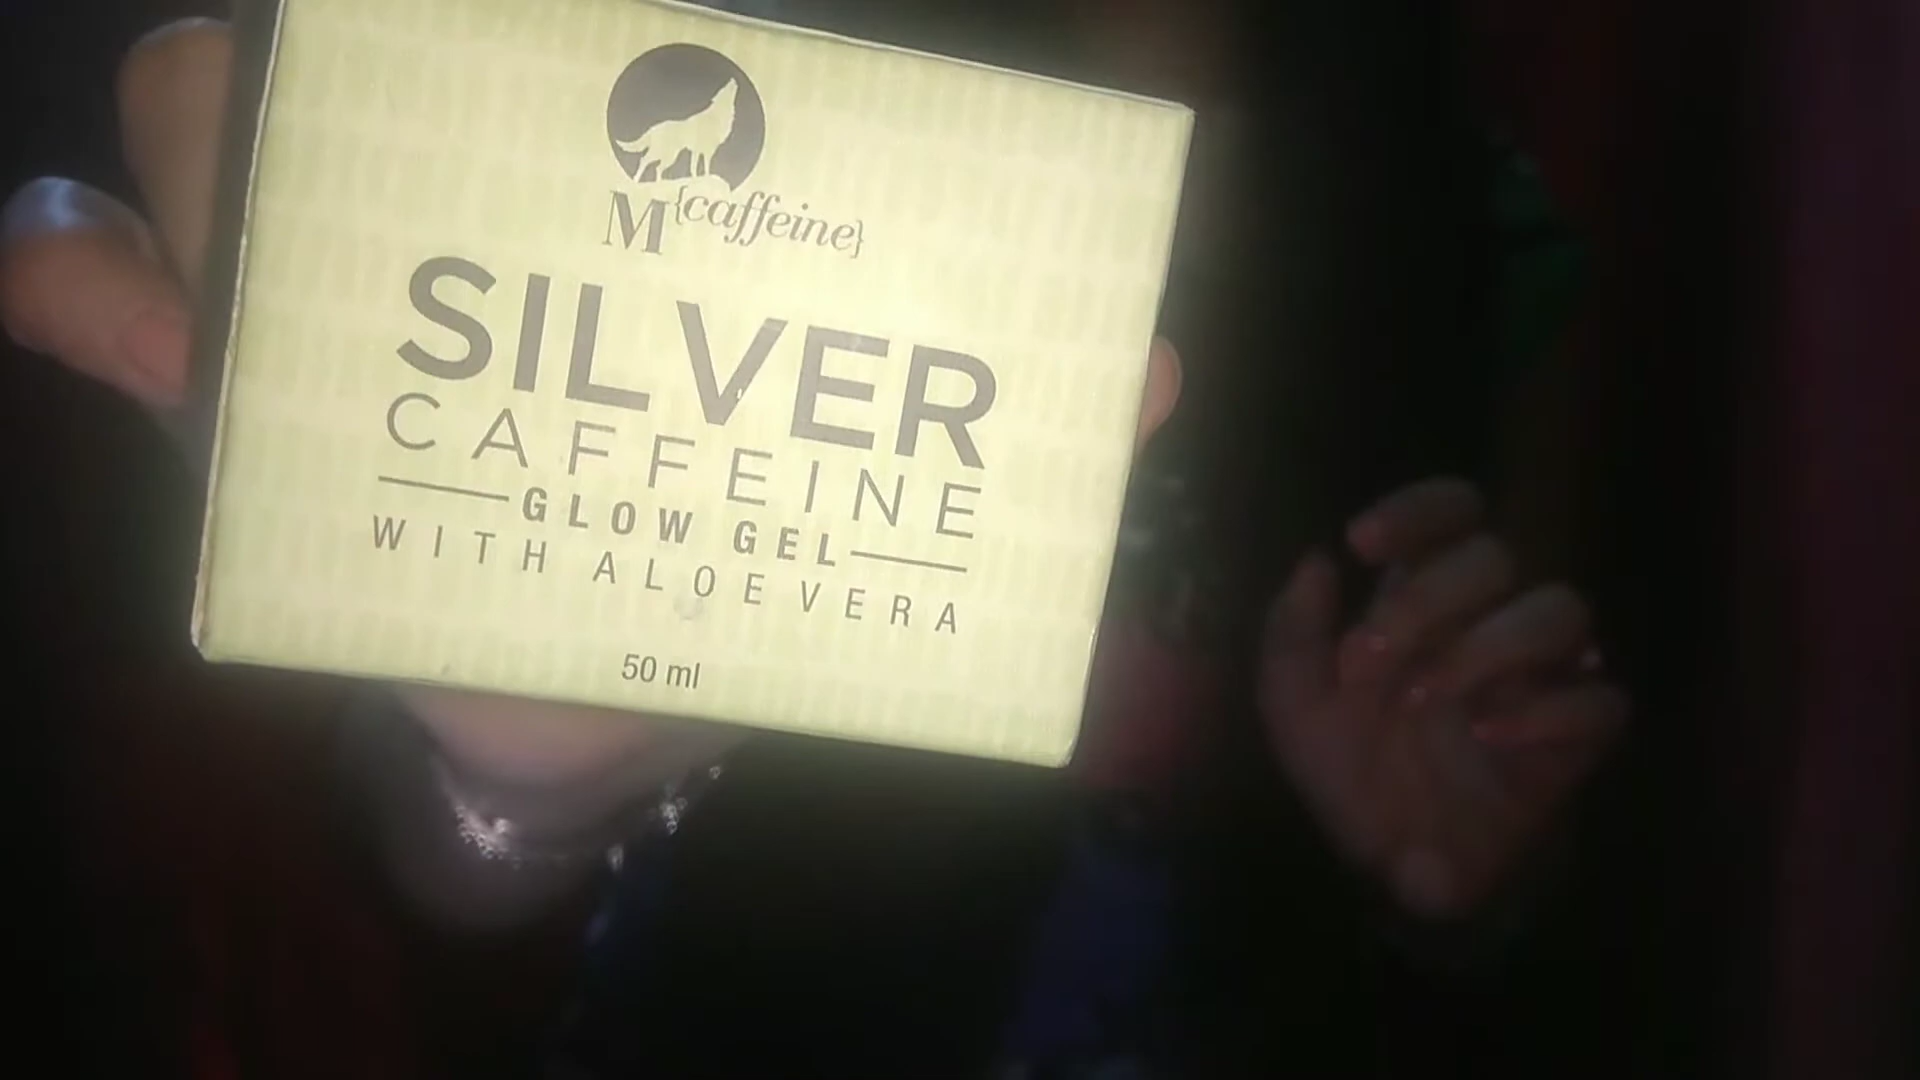 M{caffeine}
SILVER
CAFFEINE
GLOW GEL
WITH ALOE VERA
50 ml